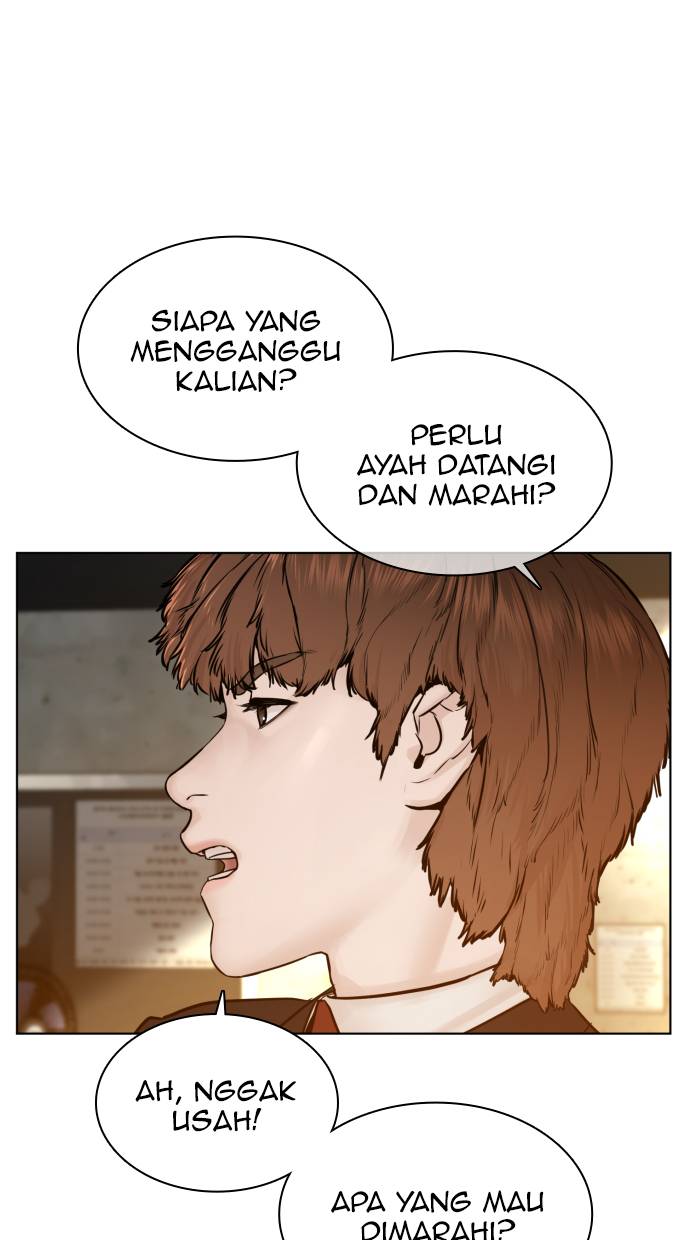 SIAPA YANG
MENGGANGGU
KALIAN?
PERLU
AYAH DATANGI
DAN MARAHI?
AH, NGGAK
USAH!
APA YANG MAU
DIMARAHI?